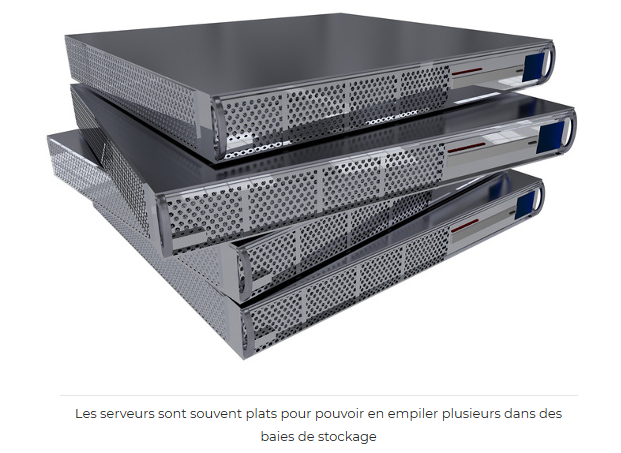 Les serveurs sont souvent plats pour pouvoir en empiler plusieurs dans des
baies de stockage